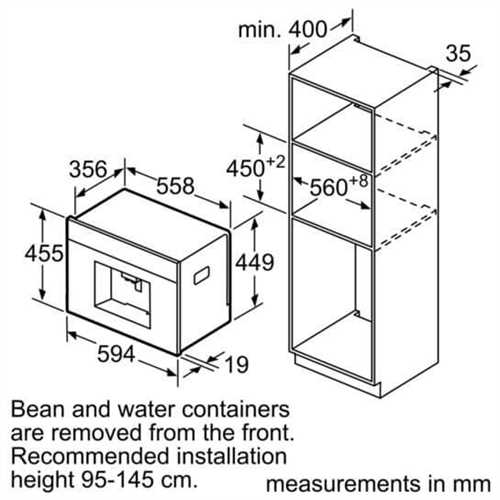 min. 400
35
450+2
560+8
356
558
455
449
594
19
Bean and water containers
are removed from the front.
Recommended installation
height 95-145 cm.
measurements in mm